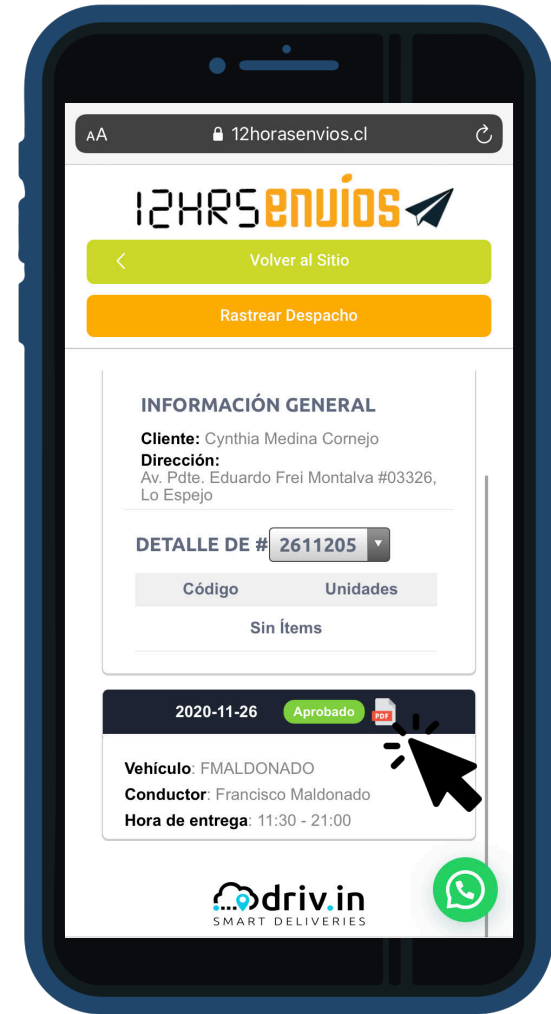 AA 12horasenvios.cl
12HRS envíos
Volver al Sitio
Rastrear Despacho
INFORMACIÓN GENERAL
Cliente: Cynthia Medina Cornejo
Dirección:
Av. Pdte. Eduardo Frei Montalva #03326,
Lo Espejo
DETALLE DE # 2611205
Código Unidades
Sin Ítems
2020-11-26 Aprobado PDF
Vehículo: FMALDONADO
Conductor: Francisco Maldonado
Hora de entrega: 11:30 - 21:00
driv.in
SMART DELIVERIES